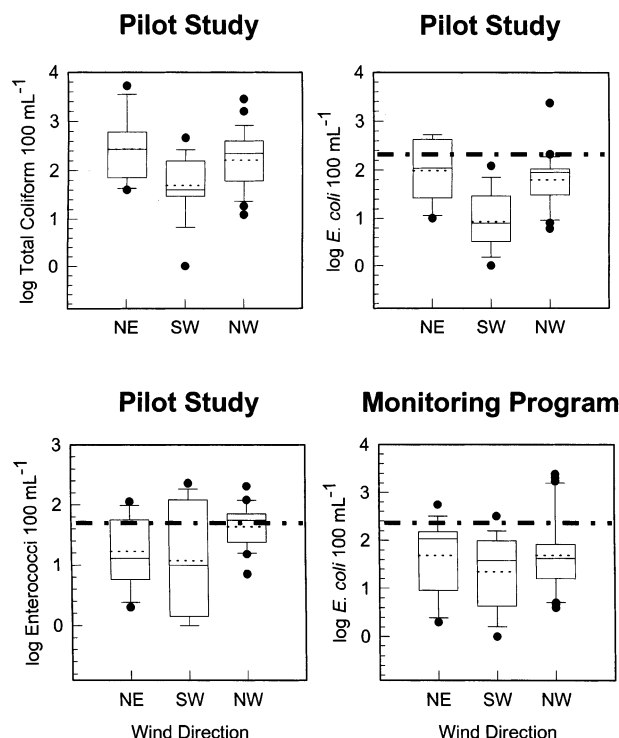 Pilot Study
log Total Coliform 100 mL⁻¹
4
3
2
1
0
NE SW NW
Pilot Study
log E. coli 100 mL⁻¹
4
3
2
1
0
NE SW NW
Pilot Study
log Enterococci 100 mL⁻¹
3
2
1
0
NE SW NW
Wind Direction
Monitoring Program
log E. coli 100 mL⁻¹
4
3
2
1
0
NE SW NW
Wind Direction